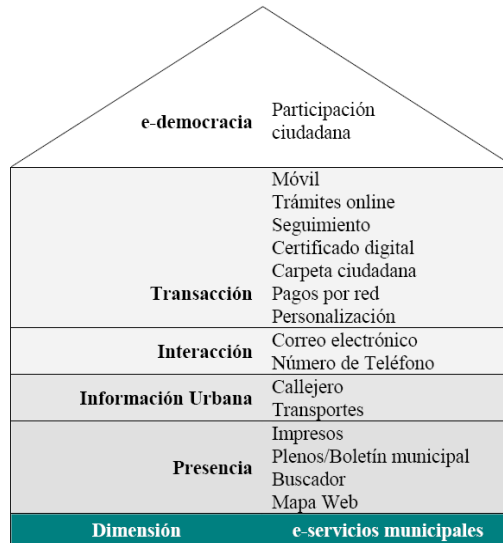 e-democracia
Participación
ciudadana
Móvil
Trámites online
Seguimiento
Certificado digital
Carpeta ciudadana
Transacción
Pagos por red
Personalización
Interacción
Correo electrónico
Número de Teléfono
Información Urbana
Callejero
Transportes
Presencia
Impresos
Plenos/Boletín municipal
Buscador
Mapa Web
Dimensión
e-servicios municipales